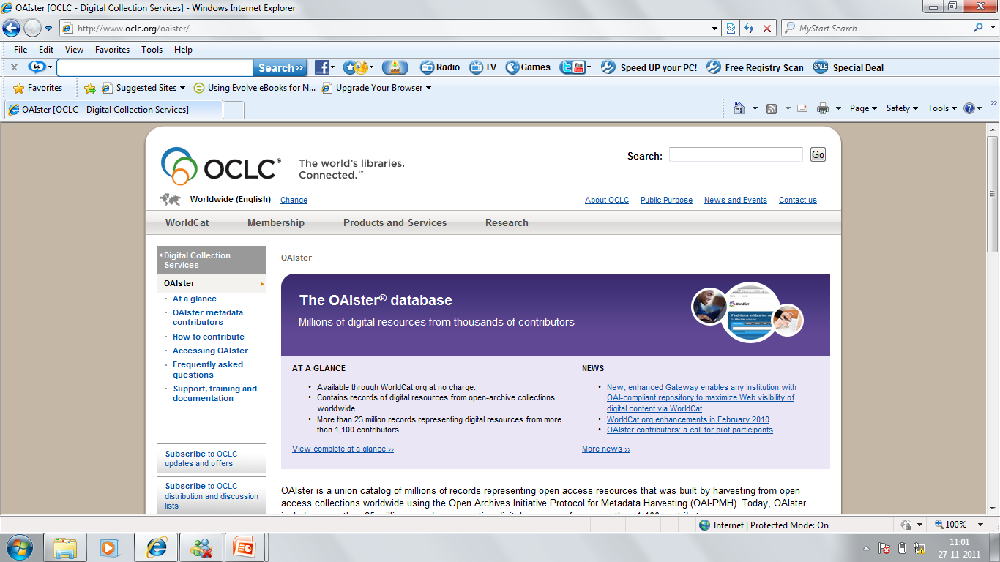 OAIster [OCLC - Digital Collection Services] - Windows Internet Explorer
http://www.oclc.org/oaister/
MyStart Search
File Edit View Favorites Tools Help
Search>> Radio TV Games Speed UP your PC! Free Registry Scan SALE Special Deal
Favorites Suggested Sites Using Evolve eBooks for N... Upgrade Your Browser
OAIster [OCLC - Digital Collection Services]
Page Safety Tools
OCLC® The world's libraries.
Connected.™
Search: Go
Worldwide (English) Change
About OCLC Public Purpose News and Events Contact us
WorldCat Membership Products and Services Research
Digital Collection
Services
OAIster
· At a glance
· OAIster metadata
contributors
· How to contribute
· Accessing OAIster
· Frequently asked
questions
· Support, training and
documentation
Subscribe to OCLC
updates and offers
Subscribe to OCLC
distribution and discussion
lists
OAIster
The OAIster® database
Millions of digital resources from thousands of contributors
WorldCat
AT A GLANCE
• Available through WorldCat.org at no charge.
• Contains records of digital resources from open-archive collections
worldwide.
• More than 23 million records representing digital resources from more
than 1,100 contributors.
View complete at a glance ››
NEWS
• New, enhanced Gateway enables any institution with
OAI-compliant repository to maximize Web visibility of
digital content via WorldCat
• WorldCat.org enhancements in February 2010
• OAIster contributors: a call for pilot participants
More news ››
OAIster is a union catalog of millions of records representing open access resources that was built by harvesting from open
access collections worldwide using the Open Archives Initiative Protocol for Metadata Harvesting (OAI-PMH). Today, OAIster
Internet | Protected Mode: On
100%
11:01
27-11-2011